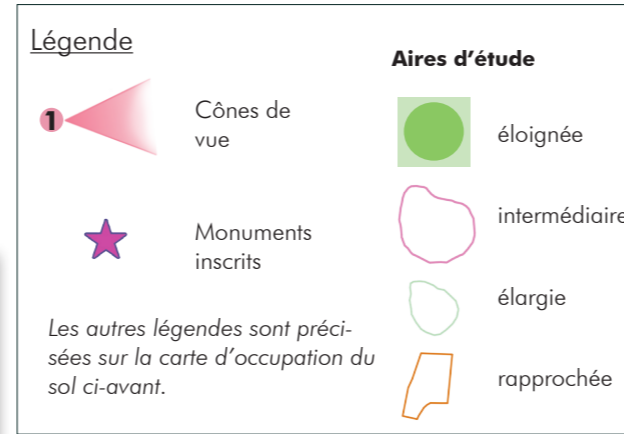 Légende
1
Cônes de
vue
Monuments
inscrits
Les autres légendes sont préci-
sées sur la carte d'occupation du
sol ci-avant.
Aires d'étude
éloignée
intermédiaire
élargie
rapprochée